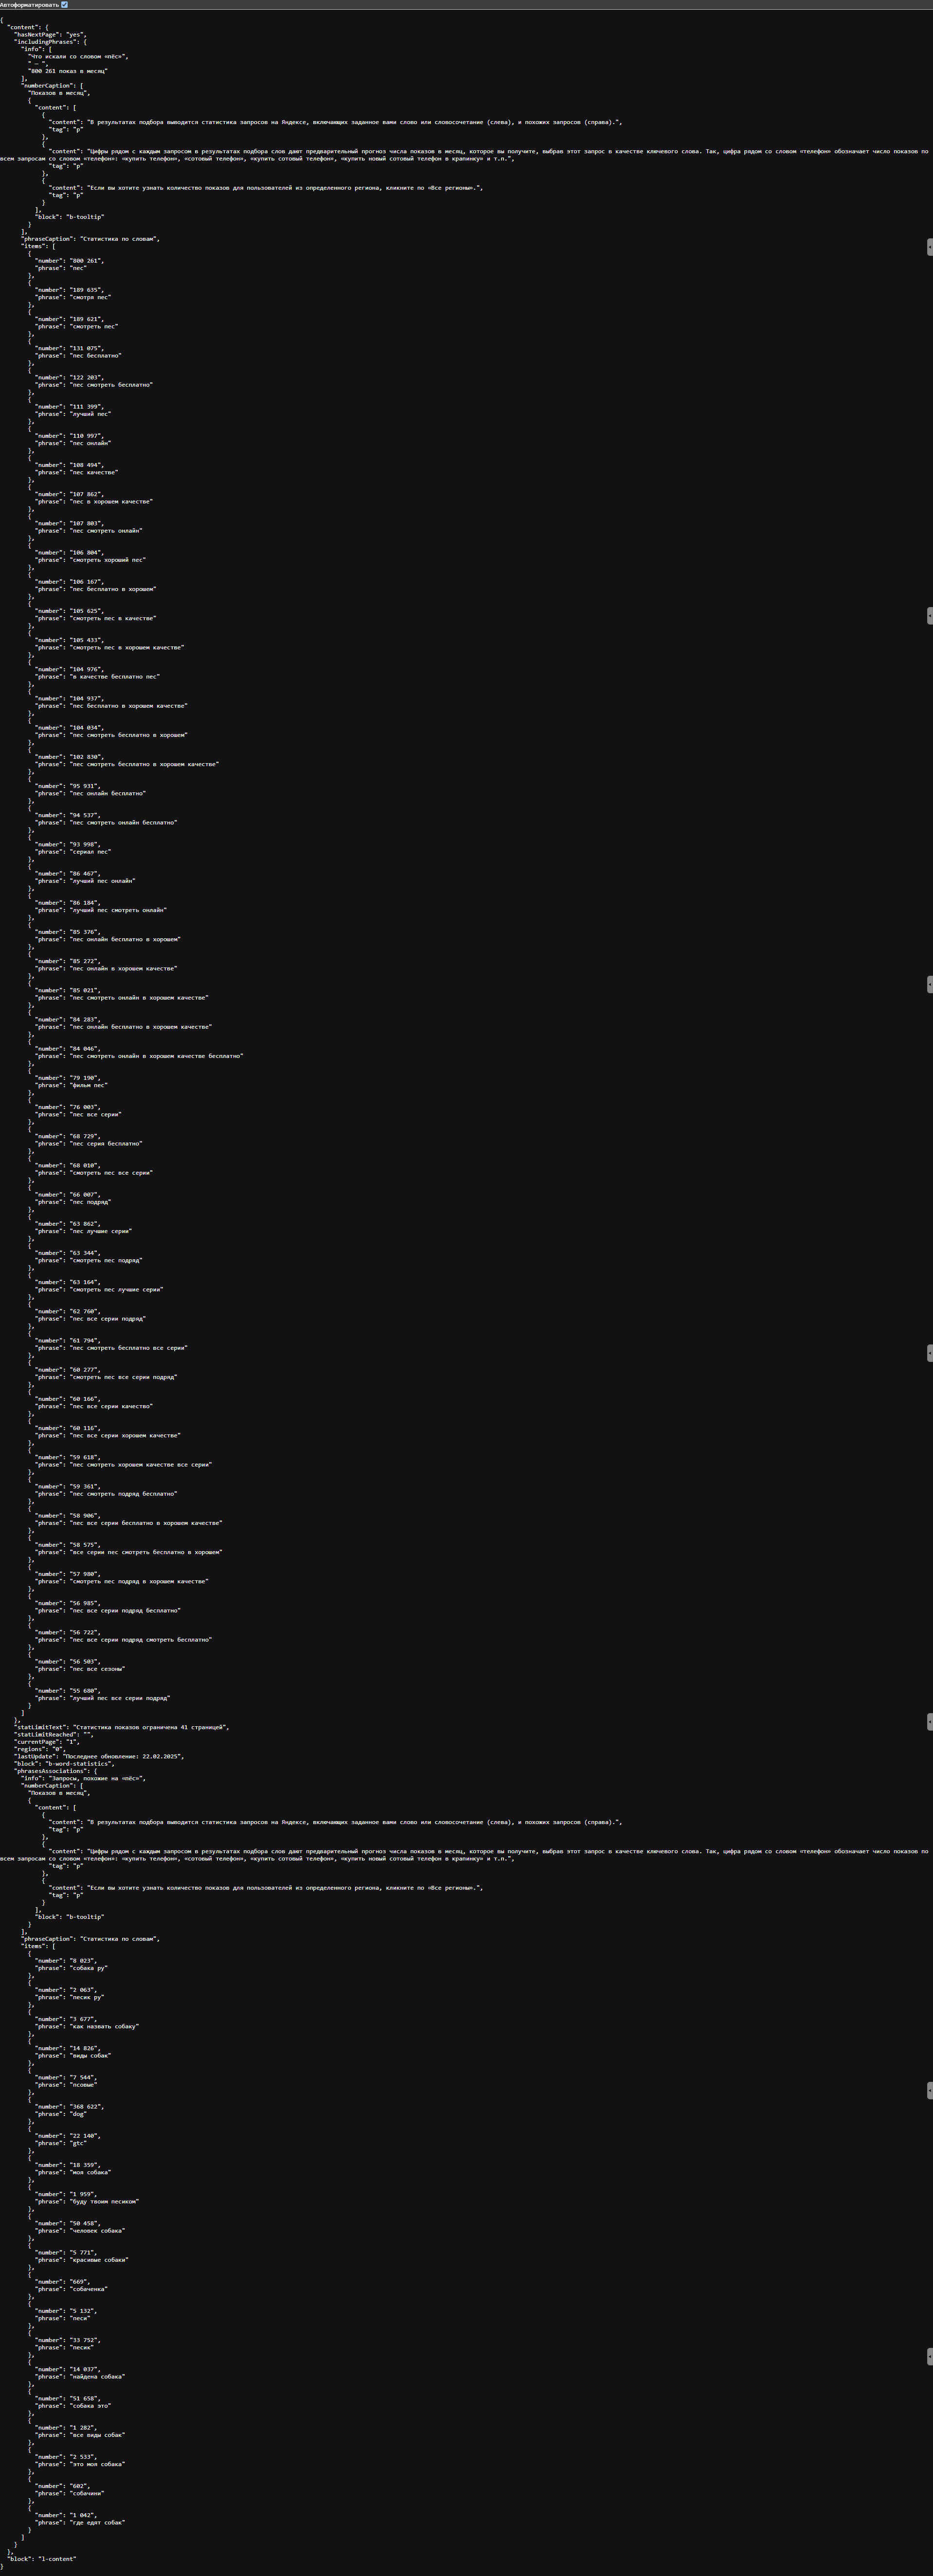 Автоформатировать
{
"content": {
"hasNextPage": "yes",
"includingPhrases": {
"info": [
"Что искали со словом «пёс»",
" — ",
"800 261 показ в месяц"
],
"numberCaption": [
"Показов в месяц",
{
"content": [
{
"content": "В результатах подбора выводится статистика запросов на Яндексе, включающих заданное вами слово или словосочетание (слева), и похожих запросов (справа).",
"tag": "p"
},
{
"content": "Цифры рядом с каждым запросом в результатах подбора слов дают предварительный прогноз числа показов в месяц, которое вы получите, выбрав этот запрос в качестве ключевого слова. Так, цифра рядом со словом «телефон» обозначает число показов по
всем запросам со словом «телефон»: «купить телефон», «сотовый телефон», «купить сотовый телефон», «купить новый сотовый телефон в крапинку» и т.п.",
"tag": "p"
},
{
"content": "Если вы хотите узнать количество показов для пользователей из определенного региона, кликните по «Все регионы».",
"tag": "p"
}
],
"block": "b-tooltip"
}
],
"phraseCaption": "Статистика по словам",
"items": [
{
"number": "800 261",
"phrase": "пес"
},
{
"number": "189 635",
"phrase": "смотря пес"
},
{
"number": "189 621",
"phrase": "смотреть пес"
},
{
"number": "131 075",
"phrase": "пес бесплатно"
},
{
"number": "122 203",
"phrase": "пес смотреть бесплатно"
},
{
"number": "111 399",
"phrase": "лучший пес"
},
{
"number": "110 997",
"phrase": "пес онлайн"
},
{
"number": "108 494",
"phrase": "пес качестве"
},
{
"number": "107 862",
"phrase": "пес в хорошем качестве"
},
{
"number": "107 803",
"phrase": "пес смотреть онлайн"
},
{
"number": "106 804",
"phrase": "смотреть хороший пес"
},
{
"number": "106 167",
"phrase": "пес бесплатно в хорошем"
},
{
"number": "105 625",
"phrase": "смотреть пес в качестве"
},
{
"number": "105 433",
"phrase": "смотреть пес в хорошем качестве"
},
{
"number": "104 976",
"phrase": "в качестве бесплатно пес"
},
{
"number": "104 937",
"phrase": "пес бесплатно в хорошем качестве"
},
{
"number": "104 034",
"phrase": "пес смотреть бесплатно в хорошем"
},
{
"number": "102 830",
"phrase": "пес смотреть бесплатно в хорошем качестве"
},
{
"number": "95 931",
"phrase": "пес онлайн бесплатно"
},
{
"number": "94 537",
"phrase": "пес смотреть онлайн бесплатно"
},
{
"number": "93 998",
"phrase": "сериал пес"
},
{
"number": "86 467",
"phrase": "лучший пес онлайн"
},
{
"number": "86 184",
"phrase": "лучший пес смотреть онлайн"
},
{
"number": "85 376",
"phrase": "пес онлайн бесплатно в хорошем"
},
{
"number": "85 272",
"phrase": "пес онлайн в хорошем качестве"
},
{
"number": "85 021",
"phrase": "пес смотреть онлайн в хорошем качестве"
},
{
"number": "84 283",
"phrase": "пес онлайн бесплатно в хорошем качестве"
},
{
"number": "84 046",
"phrase": "пес смотреть онлайн в хорошем качестве бесплатно"
},
{
"number": "79 190",
"phrase": "фильм пес"
},
{
"number": "76 003",
"phrase": "пес все серии"
},
{
"number": "68 729",
"phrase": "пес серия бесплатно"
},
{
"number": "68 010",
"phrase": "смотреть пес все серии"
},
{
"number": "66 007",
"phrase": "пес подряд"
},
{
"number": "63 862",
"phrase": "пес лучшие серии"
},
{
"number": "63 344",
"phrase": "смотреть пес подряд"
},
{
"number": "63 164",
"phrase": "смотреть пес лучшие серии"
},
{
"number": "62 760",
"phrase": "пес все серии подряд"
},
{
"number": "61 794",
"phrase": "пес смотреть бесплатно все серии"
},
{
"number": "60 277",
"phrase": "смотреть пес все серии подряд"
},
{
"number": "60 166",
"phrase": "пес все серии качество"
},
{
"number": "60 116",
"phrase": "пес все серии хорошем качестве"
},
{
"number": "59 618",
"phrase": "пес смотреть хорошем качестве все серии"
},
{
"number": "59 361",
"phrase": "пес смотреть подряд бесплатно"
},
{
"number": "58 906",
"phrase": "пес все серии бесплатно в хорошем качестве"
},
{
"number": "58 575",
"phrase": "все серии пес смотреть бесплатно в хорошем"
},
{
"number": "57 980",
"phrase": "смотреть пес подряд в хорошем качестве"
},
{
"number": "56 985",
"phrase": "пес все серии подряд бесплатно"
},
{
"number": "56 722",
"phrase": "пес все серии подряд смотреть бесплатно"
},
{
"number": "56 503",
"phrase": "пес все сезоны"
},
{
"number": "55 680",
"phrase": "лучший пес все серии подряд"
}
]
},
"statLimitText": "Статистика показов ограничена 41 страницей",
"statLimitReached": "",
"currentPage": "1",
"regions": "0",
"lastUpdate": "Последнее обновление: 22.02.2025",
"block": "b-word-statistics",
"phrasesAssociations": {
"info": "Запросы, похожие на «пёс»",
"numberCaption": [
"Показов в месяц",
{
"content": [
{
"content": "В результатах подбора выводится статистика запросов на Яндексе, включающих заданное вами слово или словосочетание (слева), и похожих запросов (справа).",
"tag": "p"
},
{
"content": "Цифры рядом с каждым запросом в результатах подбора слов дают предварительный прогноз числа показов в месяц, которое вы получите, выбрав этот запрос в качестве ключевого слова. Так, цифра рядом со словом «телефон» обозначает число показов по
всем запросам со словом «телефон»: «купить телефон», «сотовый телефон», «купить сотовый телефон», «купить новый сотовый телефон в крапинку» и т.п.",
"tag": "p"
},
{
"content": "Если вы хотите узнать количество показов для пользователей из определенного региона, кликните по «Все регионы».",
"tag": "p"
}
],
"block": "b-tooltip"
}
],
"phraseCaption": "Статистика по словам",
"items": [
{
"number": "8 023",
"phrase": "собака ру"
},
{
"number": "2 063",
"phrase": "песик ру"
},
{
"number": "3 677",
"phrase": "как назвать собаку"
},
{
"number": "14 826",
"phrase": "виды собак"
},
{
"number": "7 544",
"phrase": "псовые"
},
{
"number": "368 622",
"phrase": "dog"
},
{
"number": "22 140",
"phrase": "gtc"
},
{
"number": "18 359",
"phrase": "моя собака"
},
{
"number": "1 959",
"phrase": "буду твоим песиком"
},
{
"number": "50 458",
"phrase": "человек собака"
},
{
"number": "5 771",
"phrase": "красивые собаки"
},
{
"number": "669",
"phrase": "собаченка"
},
{
"number": "5 132",
"phrase": "песи"
},
{
"number": "33 752",
"phrase": "песик"
},
{
"number": "14 037",
"phrase": "найдена собака"
},
{
"number": "51 658",
"phrase": "собака это"
},
{
"number": "1 282",
"phrase": "все виды собак"
},
{
"number": "2 533",
"phrase": "это моя собака"
},
{
"number": "602",
"phrase": "собачини"
},
{
"number": "1 042",
"phrase": "где едят собак"
}
]
}
},
"block": "l-content"
}